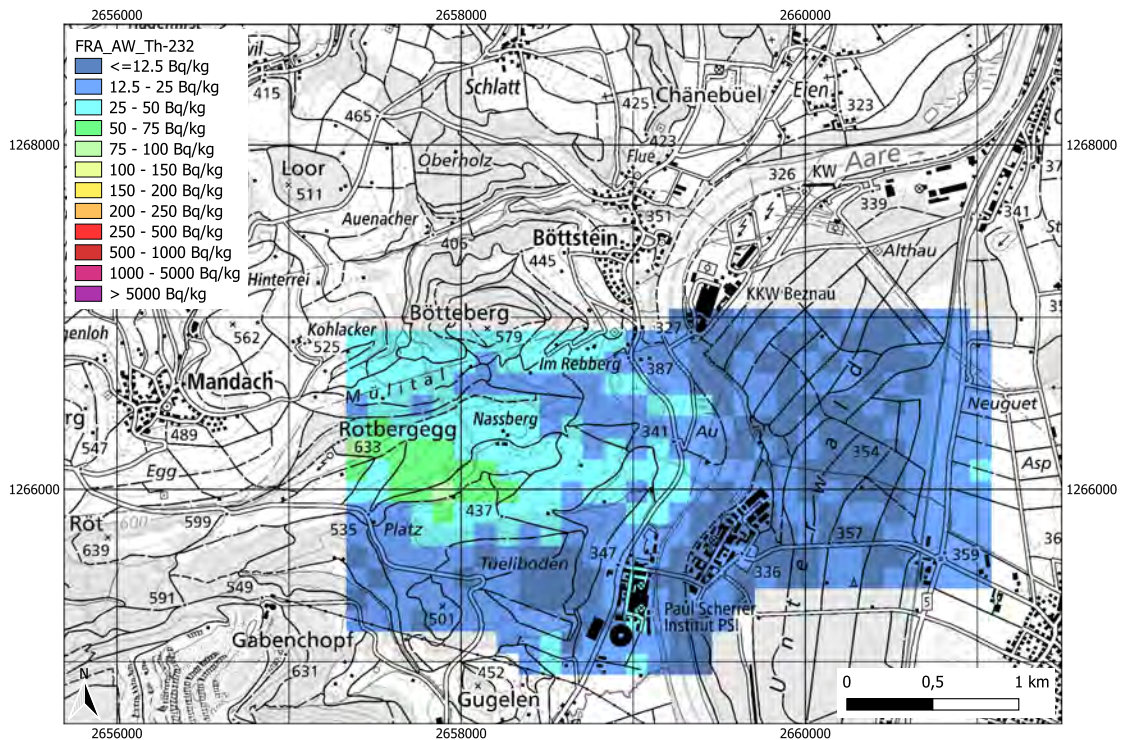 2656000 2658000 2660000
Schlatt
415
465
425
Chänebüel
Eien
323
423
Flue
FRA_AW_Th-232
<=12.5 Bq/kg
12.5 - 25 Bq/kg
25 - 50 Bq/kg
50 - 75 Bq/kg
75 - 100 Bq/kg
100 - 150 Bq/kg
150 - 200 Bq/kg
200 - 250 Bq/kg
250 - 500 Bq/kg
500 - 1000 Bq/kg
1000 - 5000 Bq/kg
> 5000 Bq/kg
1268000 1268000
Oberholz
Loor
511
Aare
326 KW
339
341
Auenacher
351
406
Böttstein
445
Althau
Hinterrei
KKW Beznau
Bötteberg
579
327
562
Kohlacker
525
Im Rebberg
387
Mandach
Mülital
Nassberg
Neuguet
Rotbergegg
633
341
Au
489
547
354
Egg
Asp
1266000 1266000
437
Röt
600
599
535
Platz
639
357
347
Tüeliboden
359
336
549
591
501
Paul Scherrer
Institut PSI
5
Gabenchopf
631
452
Gugelen
Unterwald
N
0 0,5 1 km
2656000 2658000 2660000